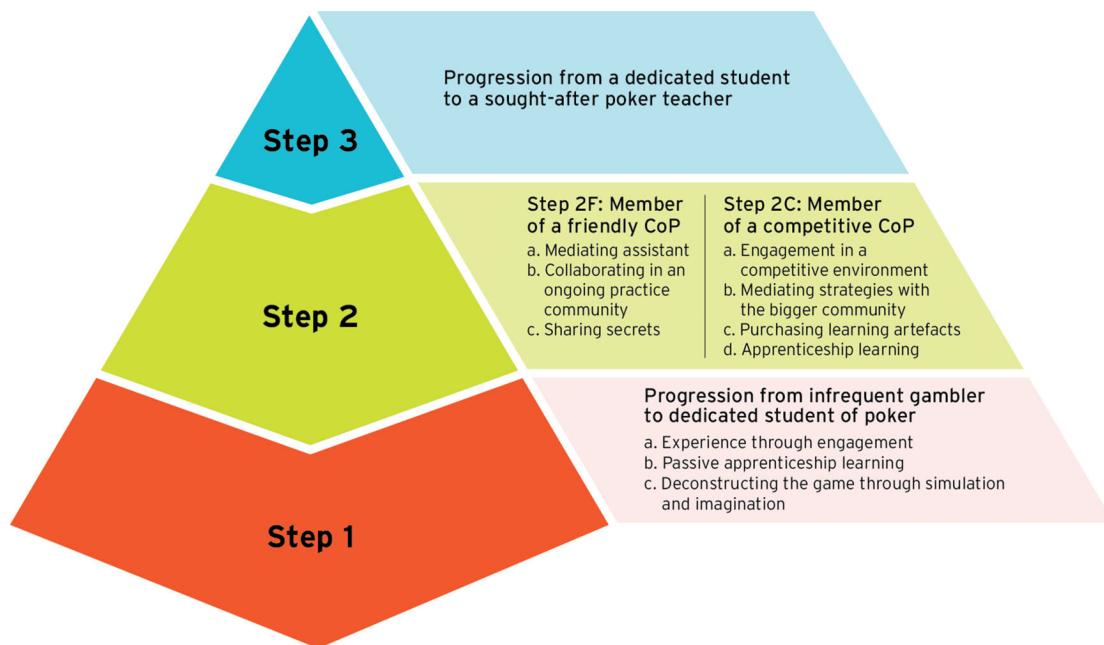 Step 3
Progression from a dedicated student
to a sought-after poker teacher
Step 2
Step 2F: Member
of a friendly CoP
a. Mediating assistant
b. Collaborating in an
ongoing practice
community
c. Sharing secrets
Step 2C: Member
of a competitive CoP
a. Engagement in a
competitive environment
b. Mediating strategies with
the bigger community
c. Purchasing learning artefacts
d. Apprenticeship learning
Step 1
Progression from infrequent gambler
to dedicated student of poker
a. Experience through engagement
b. Passive apprenticeship learning
c. Deconstructing the game through simulation
and imagination